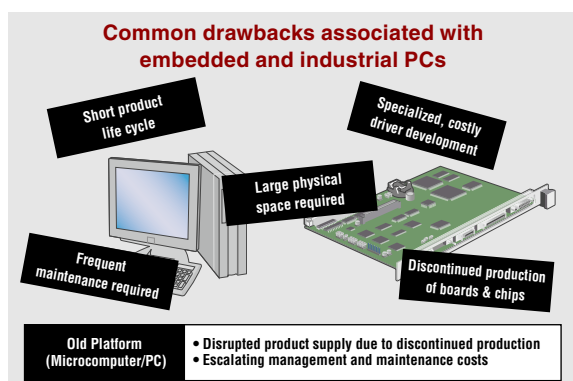 Common drawbacks associated with
embedded and industrial PCs
Short product
life cycle
Specialized, costly
driver development
Large physical
space required
Frequent
maintenance required
Discontinued production
of boards & chips
Old Platform
(Microcomputer/PC)
• Disrupted product supply due to discontinued production
• Escalating management and maintenance costs